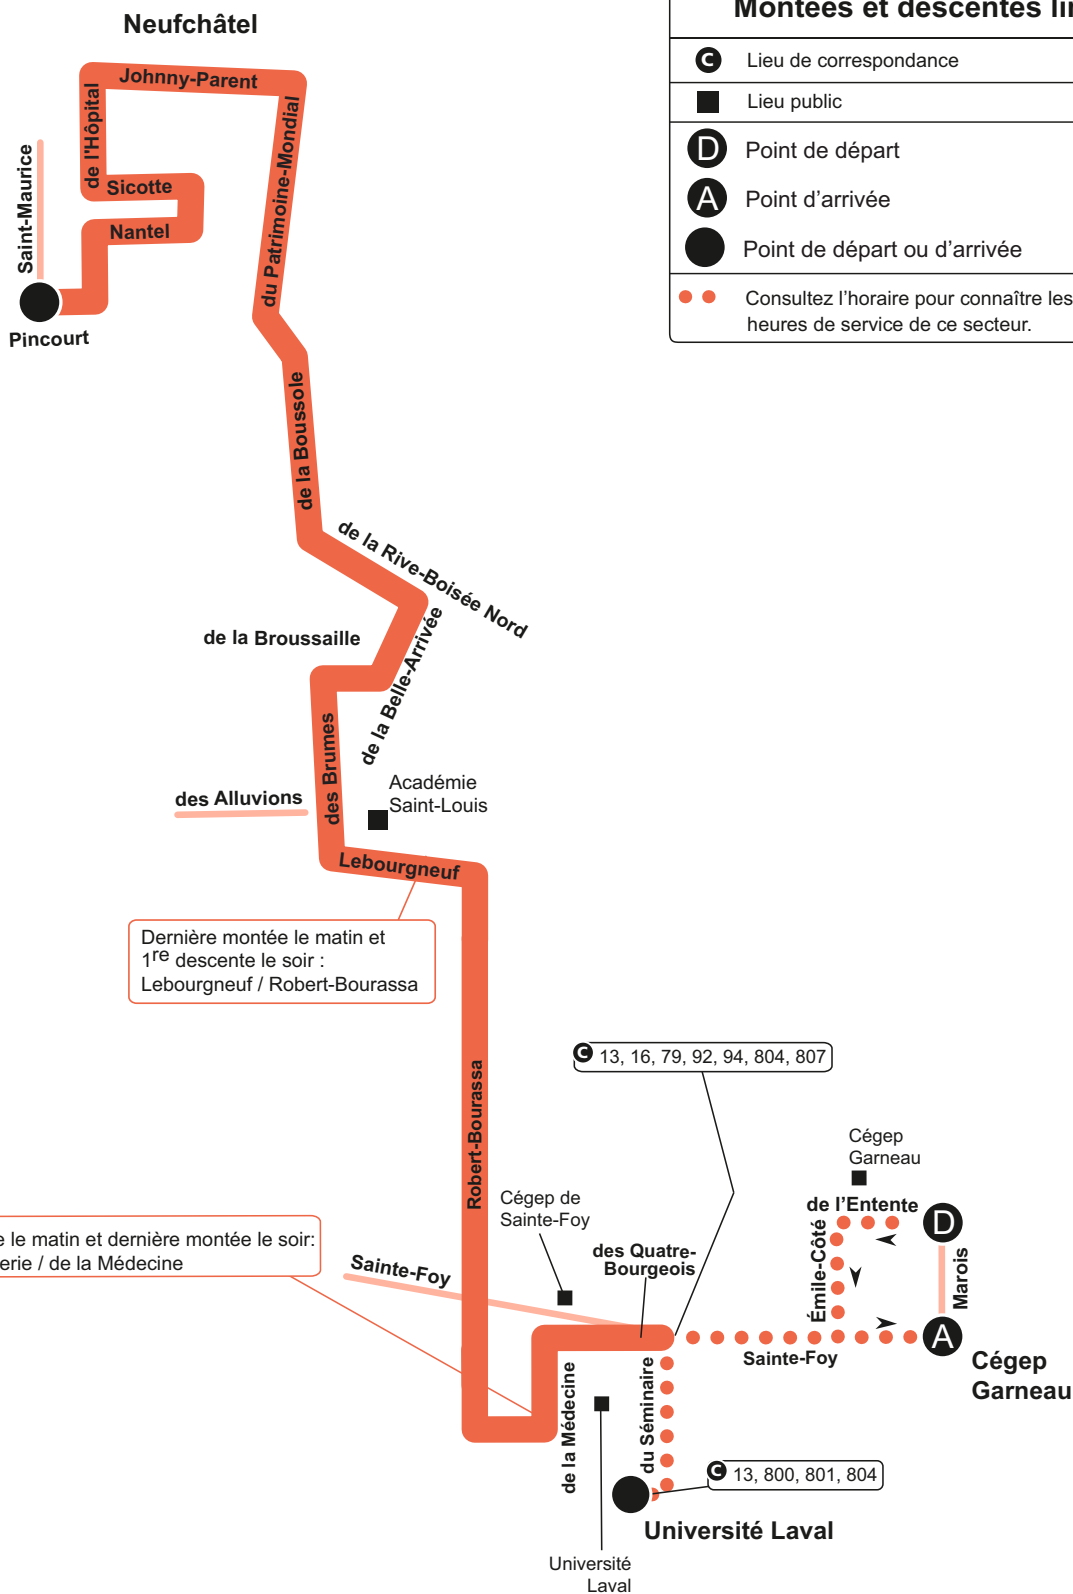 Neufchâtel
Montées et descentes
Lieu de correspondance
Lieu public
D Point de départ
A Point d'arrivée
Point de départ ou d'arrivée
Consultez l'horaire pour connaître les
heures de service de ce secteur.
Johnny-Parent
de l'Hôpital
Sicotte
Nantel
Saint-Maurice
Pincourt
du Patrimoine-Mondial
de la Boussole
de la Rive-Boisée Nord
de la Broussaille
de la Belle-Arrivée
des Brumes
des Alluvions
Académie
Saint-Louis
Lebourgneuf
Dernière montée le matin et
1re descente le soir :
Lebourgneuf / Robert-Bourassa
Robert-Bourassa
C 13, 16, 79, 92, 94, 804, 807
Cégep
Garneau
de l'Entente
D
Émile-Côté
Marois
A
Sainte-Foy
Cégep
Garneau
Cégep de
Sainte-Foy
des Quatre-
Bourgeois
le matin et dernière montée le soir:
/ de la Médecine
Sainte-Foy
de la Médecine
du Séminaire
C 13, 800, 801, 804
Université Laval
Université
Laval